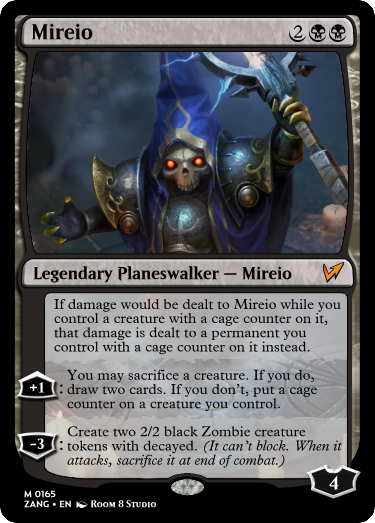 Mireio 2
Legendary Planeswalker — Mireio
If damage would be dealt to Mireio while you
control a creature with a cage counter on it,
that damage is dealt to a permanent you
control with a cage counter on it instead.
+1: You may sacrifice a creature. If you do,
draw two cards. If you don't, put a cage
counter on a creature you control.
-3: Create two 2/2 black Zombie creature
tokens with decayed. (It can't block. When it
attacks, sacrifice it at end of combat.)
4
M 0165
ZANG • EN Room 8 Studio